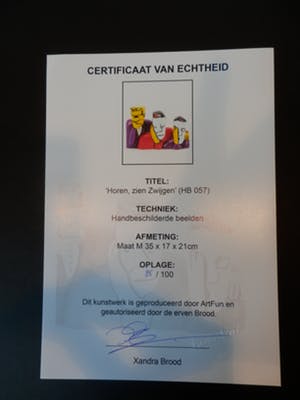 CERTIFICAAT VAN ECHTHEID
TITEL:
'Horen, zien Zwijgen' (HB 057)
TECHNIEK:
Handbeschilderde beelden
AFMETING:
Maat M 35 x 17 x 21cm
OPLAGE:
/ 100
Dit kunstwerk is geproduceerd door ArtFun en
geautoriseerd door de erven Brood.
Xandra Brood